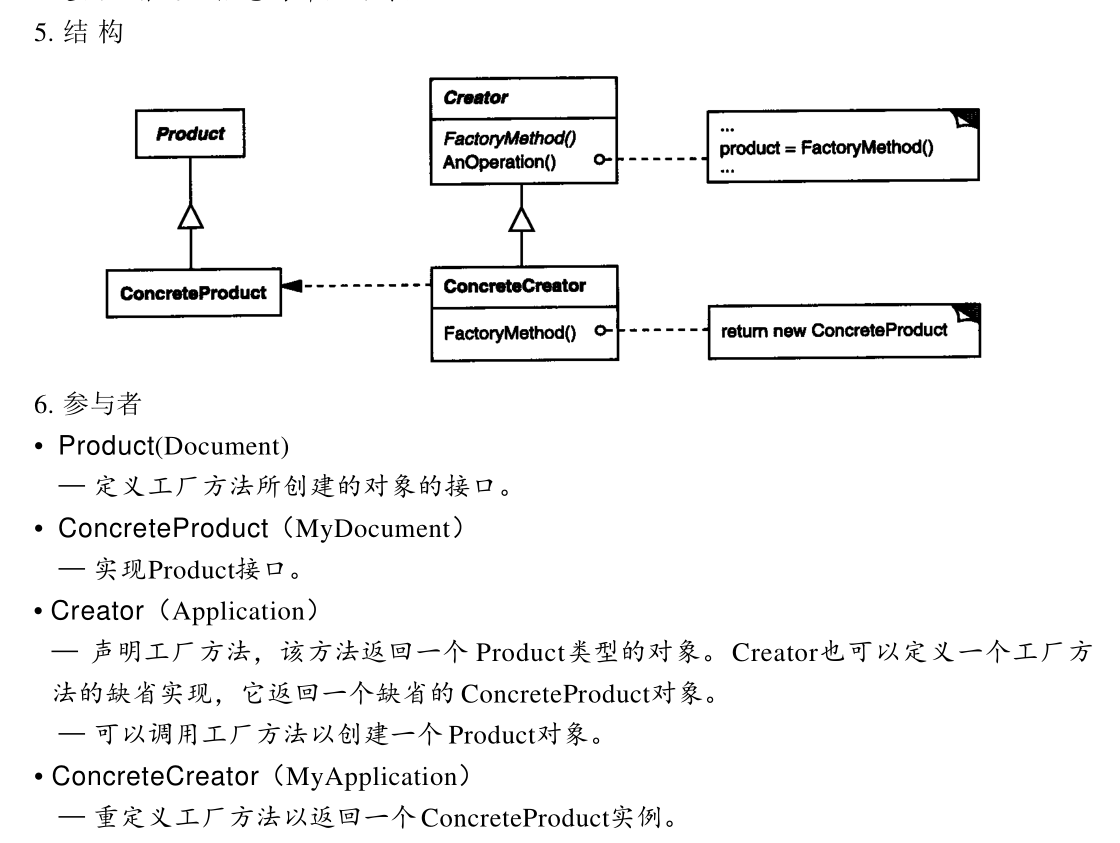 5. 结 构
Product
Creator
FactoryMethod()
AnOperation()
...
product = FactoryMethod()
...
ConcreteProduct
ConcreteCreator
FactoryMethod()
return new ConcreteProduct
6. 参与者
• Product(Document)
— 定义工厂方法所创建的对象的接口。
• ConcreteProduct（MyDocument）
— 实现Product接口。
• Creator（Application）
— 声明工厂方法，该方法返回一个 Product类型的对象。Creator也可以定义一个工厂方
法的缺省实现，它返回一个缺省的 ConcreteProduct对象。
— 可以调用工厂方法以创建一个 Product对象。
• ConcreteCreator（MyApplication）
— 重定义工厂方法以返回一个 ConcreteProduct实例。